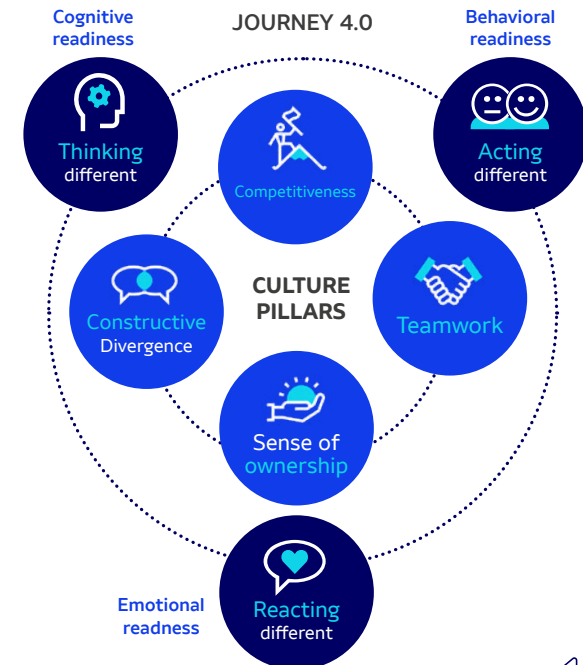 Cognitive
readiness
JOURNEY 4.0
Behavioral
readiness
Thinking
different
Acting
different
Competitiveness
Constructive
Divergence
CULTURE
PILLARS
Teamwork
Sense of
ownership
Emotional
readness
Reacting
different